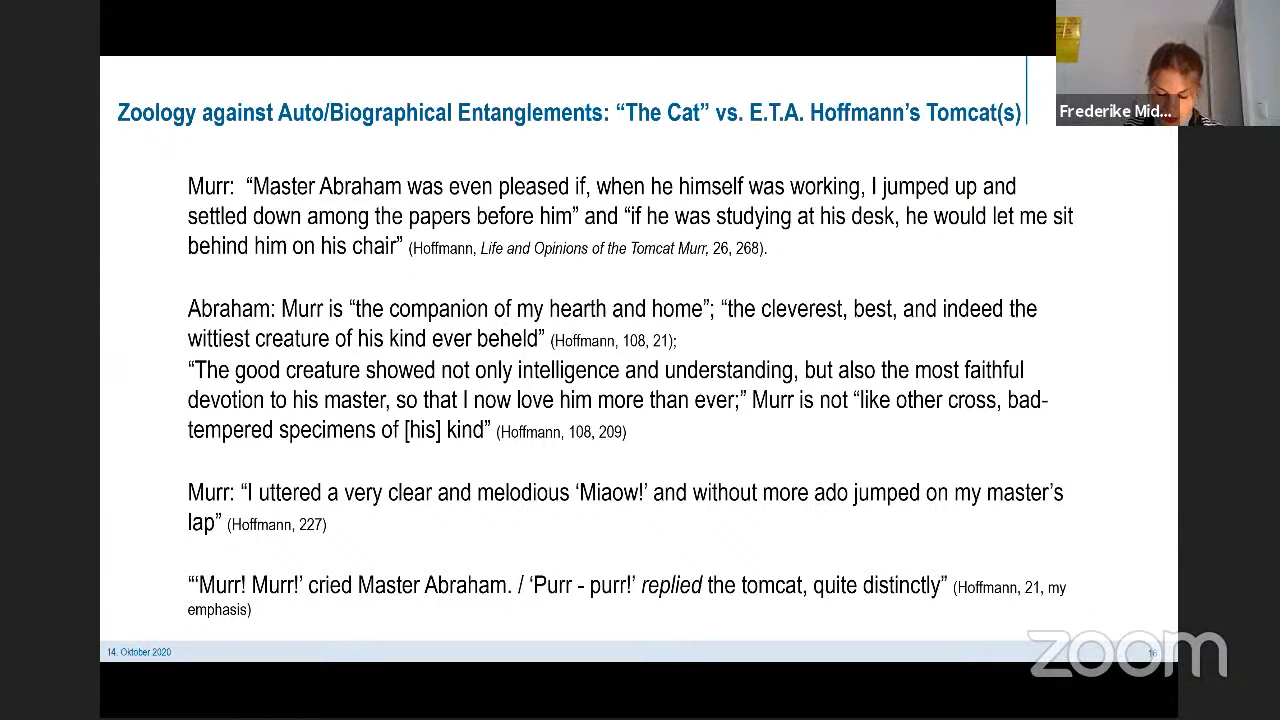 Zoology against Auto/Biographical Entanglements: “The Cat” vs. E.T.A. Hoffmann’s Tomcat(s)
Frederike Mid...
Murr: “Master Abraham was even pleased if, when he himself was working, I jumped up and
settled down among the papers before him” and “if he was studying at his desk, he would let me sit
behind him on his chair” (Hoffmann, Life and Opinions of the Tomcat Murr, 26, 268).
Abraham: Murr is “the companion of my hearth and home”; “the cleverest, best, and indeed the
wittiest creature of his kind ever beheld” (Hoffmann, 108, 21);
“The good creature showed not only intelligence and understanding, but also the most faithful
devotion to his master, so that I now love him more than ever;” Murr is not “like other cross, bad-
tempered specimens of [his] kind” (Hoffmann, 108, 209)
Murr: “I uttered a very clear and melodious ‘Miaow!’ and without more ado jumped on my master’s
lap” (Hoffmann, 227)
“‘Murr! Murr!’ cried Master Abraham. / ‘Purr - purr!’ replied the tomcat, quite distinctly” (Hoffmann, 21, my
emphasis)
14. Oktober 2020
16
zoom